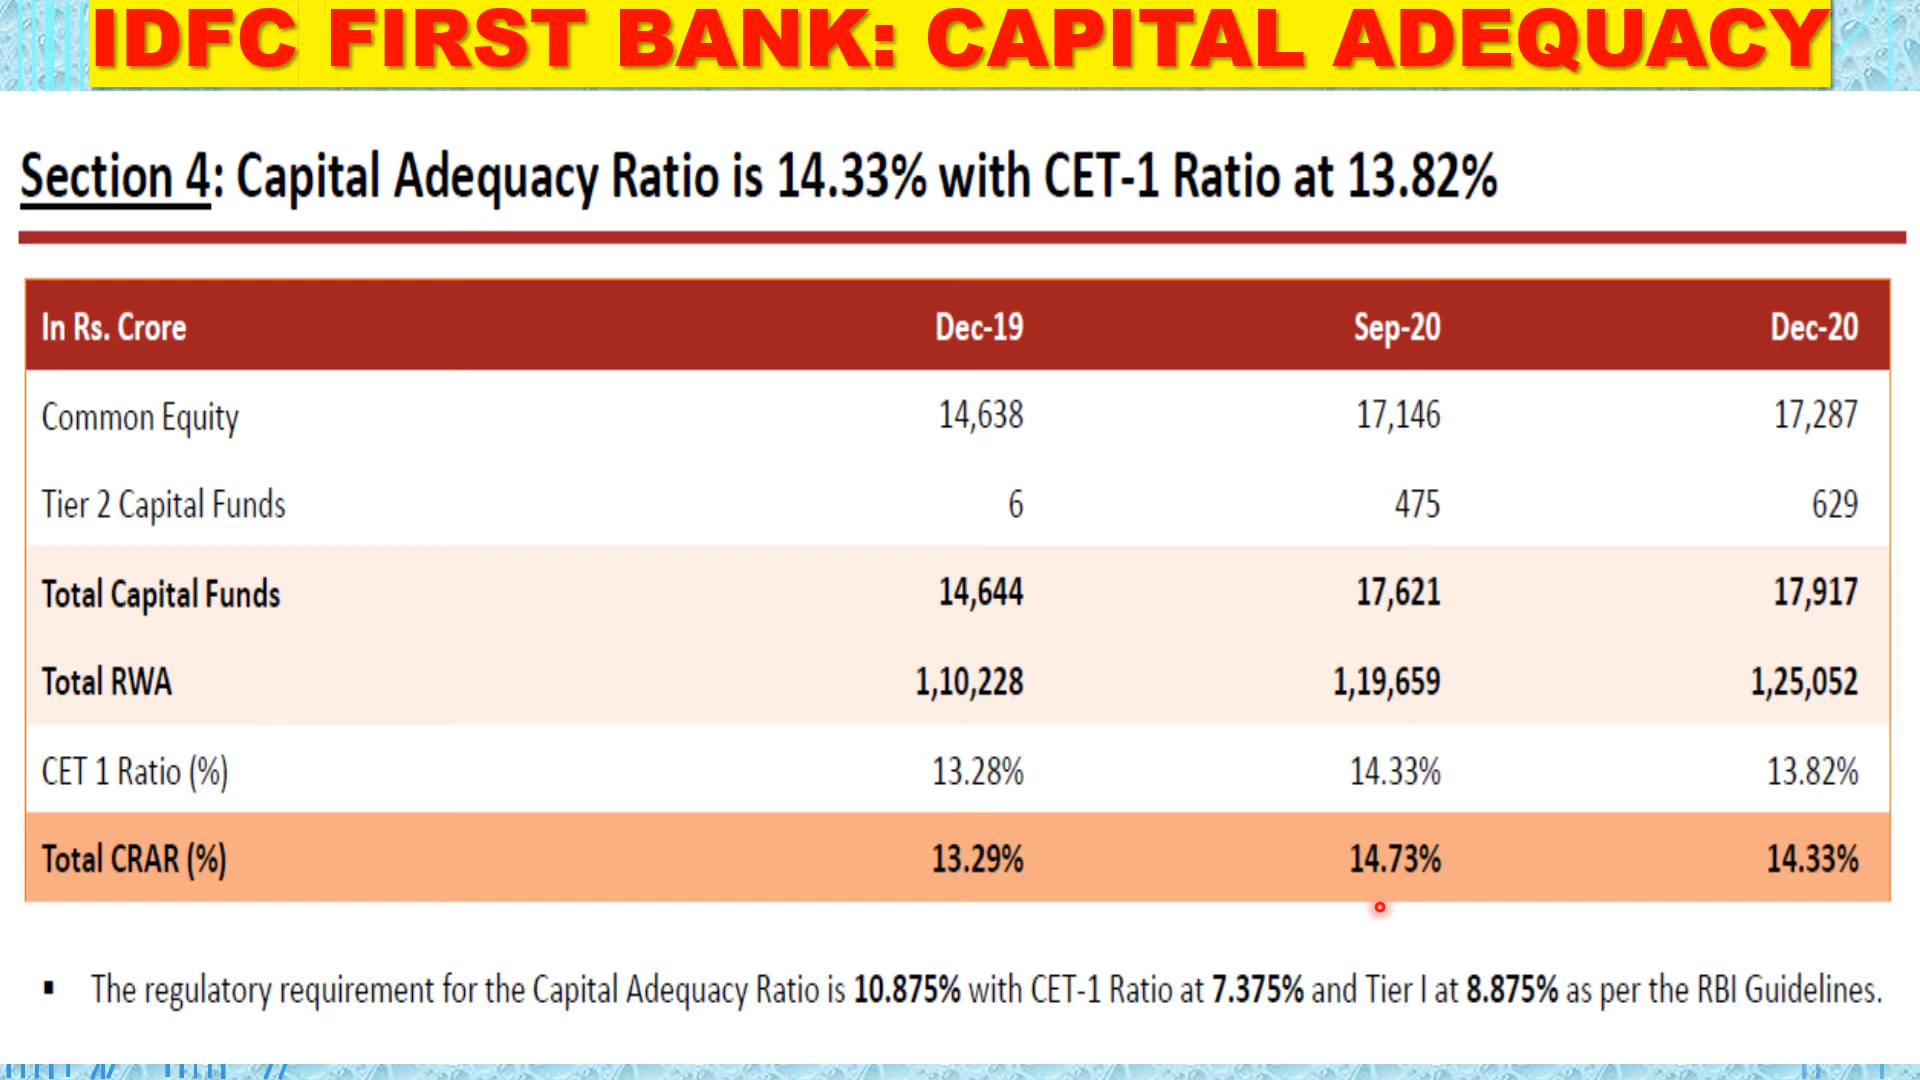 IDFC FIRST BANK: CAPITAL ADEQUACY
Section 4: Capital Adequacy Ratio is 14.33% with CET-1 Ratio at 13.82%
In Rs. Crore Dec-19 Sep-20 Dec-20
Common Equity 14,638 17,146 17,287
Tier 2 Capital Funds 6 475 629
Total Capital Funds 14,644 17,621 17,917
Total RWA 1,10,228 1,19,659 1,25,052
CET 1 Ratio (%) 13.28% 14.33% 13.82%
Total CRAR (%) 13.29% 14.73% 14.33%
▪ The regulatory requirement for the Capital Adequacy Ratio is 10.875% with CET-1 Ratio at 7.375% and Tier I at 8.875% as per the RBI Guidelines.